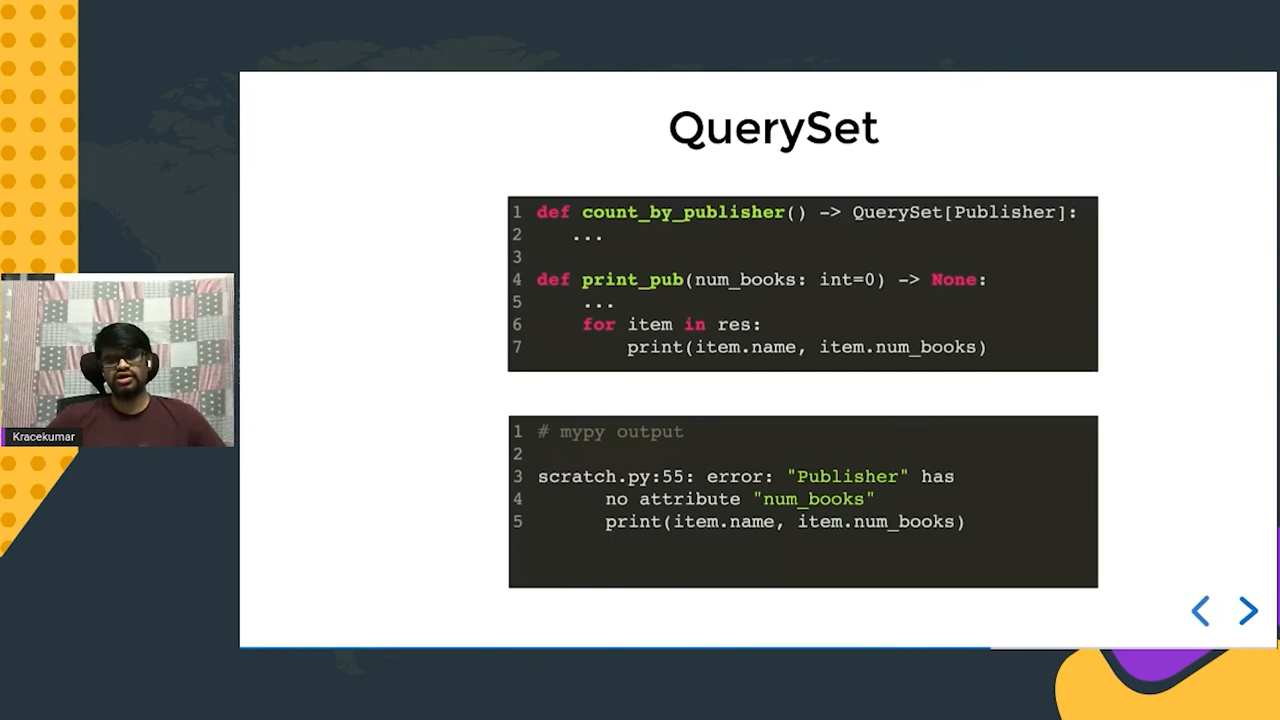 QuerySet
1 def count_by_publisher() -> QuerySet[Publisher]:
2 ...
3
4 def print_pub(num_books: int=0) -> None:
5 ...
6 for item in res:
7 print(item.name, item.num_books)
Kracekumar
1 # mypy output
2
3 scratch.py:55: error: "Publisher" has
4 no attribute "num_books"
5 print(item.name, item.num_books)